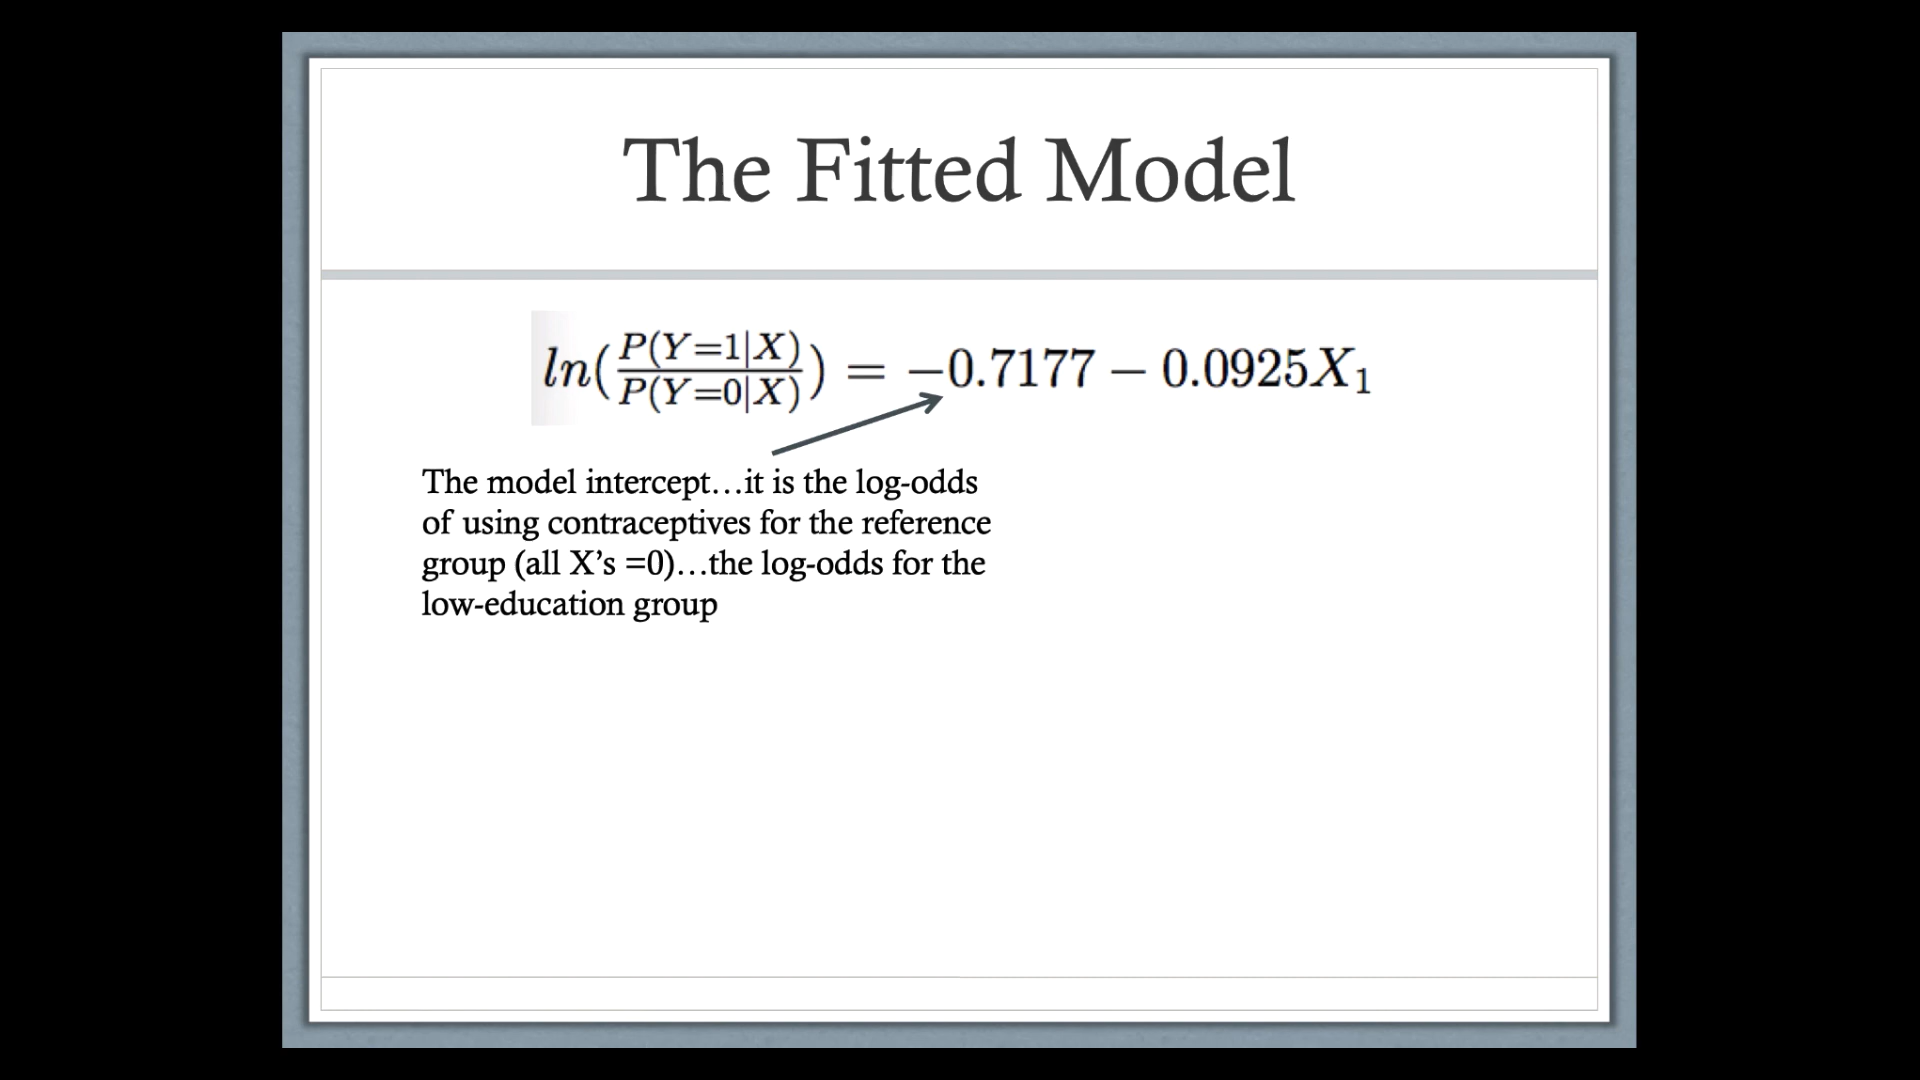 The Fitted Model
ln(P(Y=1|X)/P(Y=0|X)) = −0.7177 − 0.0925X₁
The model intercept…it is the log-odds
of using contraceptives for the reference
group (all X’s =0)…the log-odds for the
low-education group